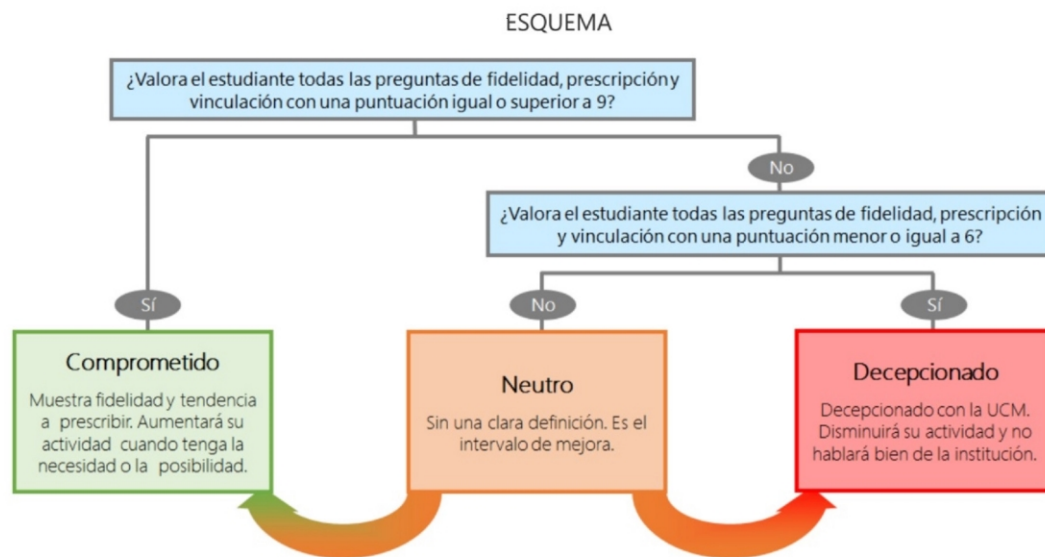 ESQUEMA
¿Valora el estudiante todas las preguntas de fidelidad, prescripción y
vinculación con una puntuación igual o superior a 9?
No
¿Valora el estudiante todas las preguntas de fidelidad, prescripción
y vinculación con una puntuación menor o igual a 6?
Sí
No
Sí
Comprometido
Muestra fidelidad y tendencia
a prescribir. Aumentará su
actividad cuando tenga la
necesidad o la posibilidad.
Neutro
Sin una clara definición. Es el
intervalo de mejora.
Decepcionado
Decepcionado con la UCM.
Disminuirá su actividad y no
hablará bien de la institución.